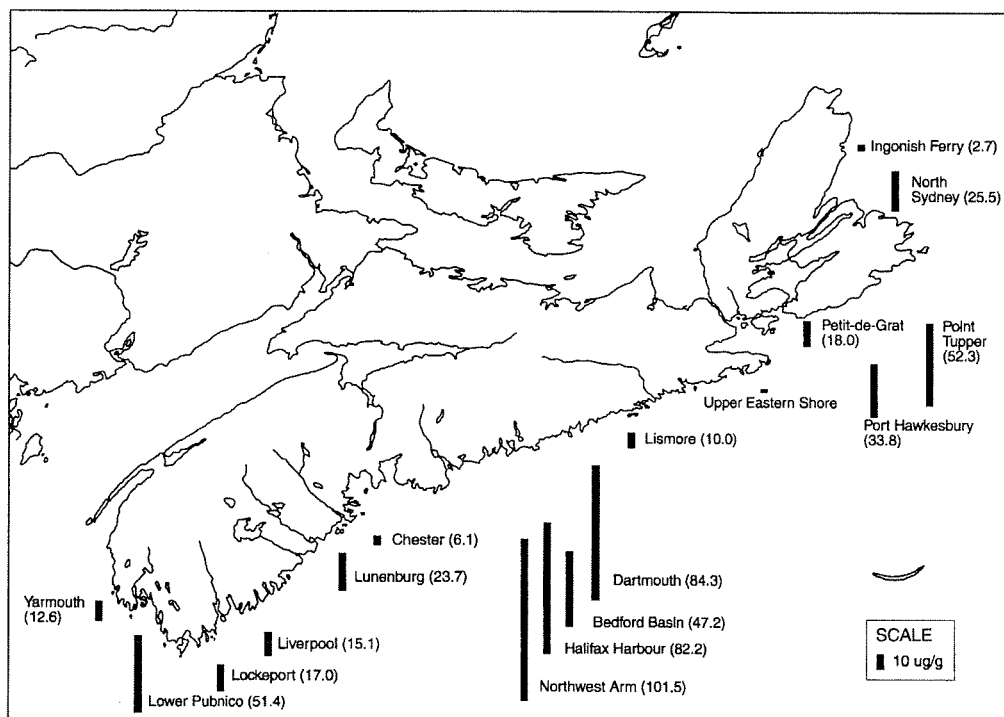 Ingonish Ferry (2.7)
North
Sydney (25.5)
Petit-de-Grat
(18.0)
Point
Tupper
(52.3)
Upper Eastern Shore
Port Hawkesbury
(33.8)
Lismore (10.0)
Chester (6.1)
Lunenburg (23.7)
Dartmouth (84.3)
Yarmouth
(12.6)
Bedford Basin (47.2)
Liverpool (15.1)
Halifax Harbour (82.2)
Lockeport (17.0)
Northwest Arm (101.5)
Lower Pubnico (51.4)
SCALE
10 ug/g